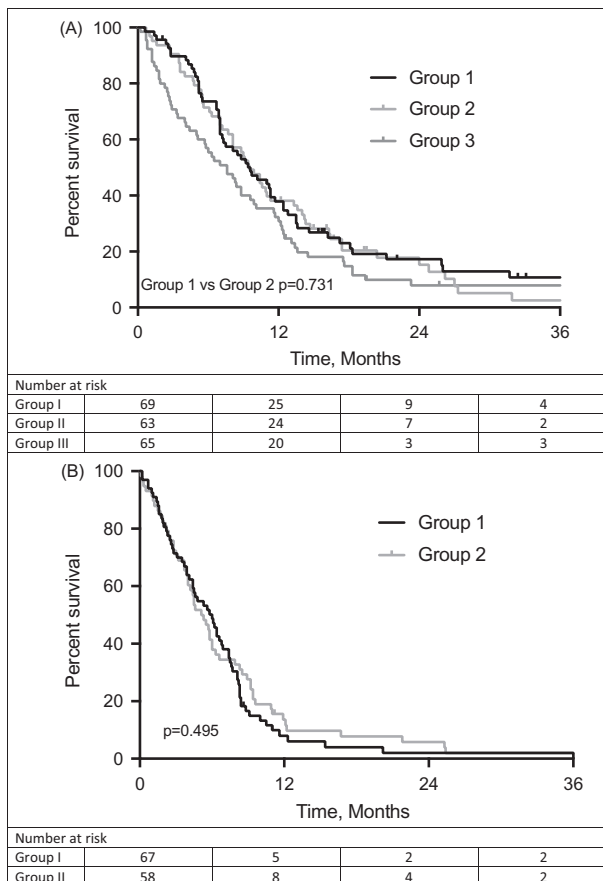 (A)
100
80
60
40
20
0
Percent survival
Group 1
Group 2
Group 3
Group 1 vs Group 2 p=0.731
0 12 24 36
Time, Months
Number at risk
Group I 69 25 9 4
Group II 63 24 7 2
Group III 65 20 3 3
(B)
100
80
60
40
20
0
Percent survival
Group 1
Group 2
p=0.495
0 12 24 36
Time, Months
Number at risk
Group I 67 5 2 2
Group II 58 8 4 2